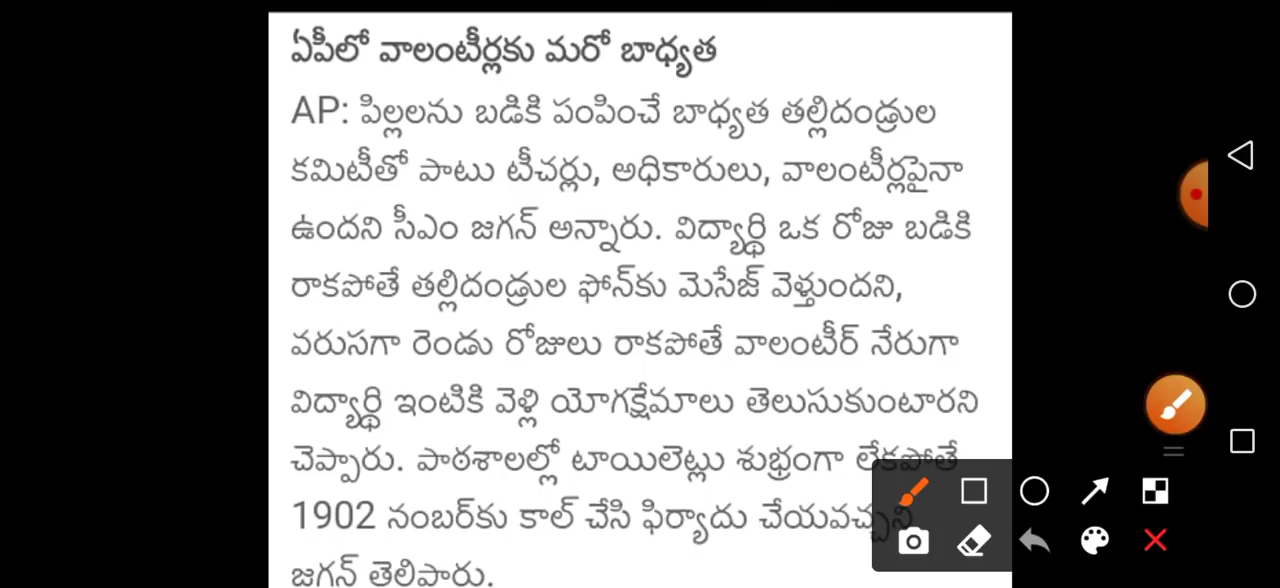 ఏపీలో వాలంటీర్లకు మరో బాధ్యత
AP: పిల్లలను బడికి పంపించే బాధ్యత తల్లిదండ్రుల
కమిటీతో పాటు టీచర్లు, అధికారులు, వాలంటీర్లపైనా
ఉందని సీఎం జగన్ అన్నారు. విద్యార్థి ఒక రోజు బడికి
రాకపోతే తల్లిదండ్రుల ఫోన్‌కు మెసేజ్ వెళ్తుందని,
వరుసగా రెండు రోజులు రాకపోతే వాలంటీర్ నేరుగా
విద్యార్థి ఇంటికి వెళ్లి యోగక్షేమాలు తెలుసుకుంటారని
చెప్పారు. పాఠశాలల్లో టాయిలెట్లు శుభ్రంగా లేకపోతే
1902 నంబర్‌కు కాల్ చేసి ఫిర్యాదు చేయవచ్చని
జగన్ తెలిపారు.